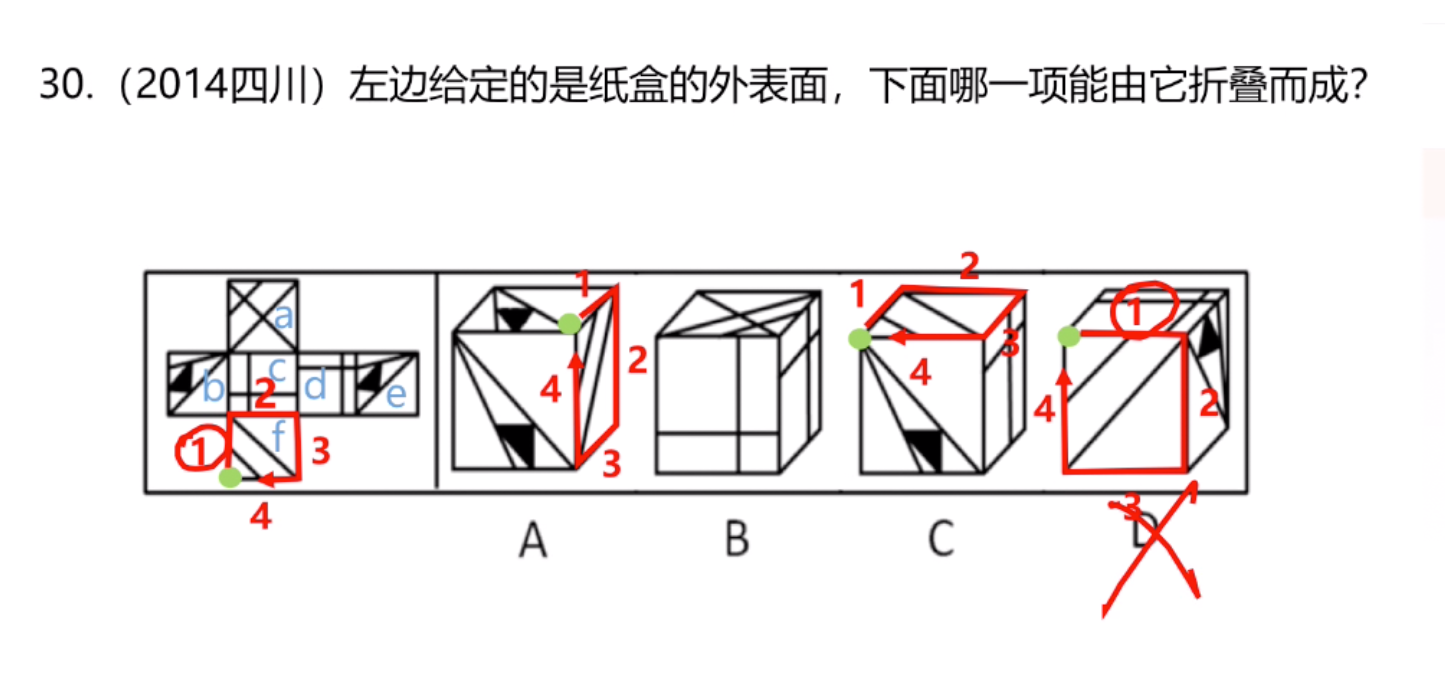 30.（2014四川）左边给定的是纸盒的外表面，下面哪一项能由它折叠而成？
a
b c d e
2
1 f 3
4
1 2 4 3
1 2 3 4
1 2 3 4
A B C D